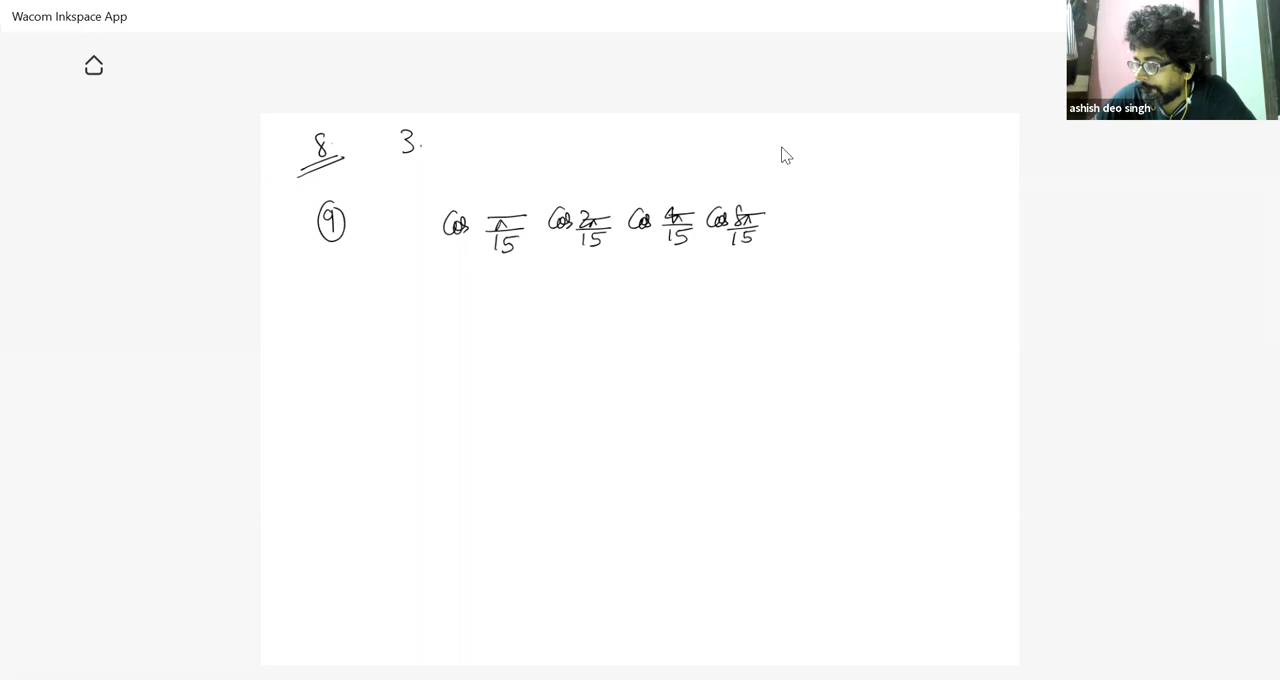 Wacom Inkspace App
ashish deo singh
8. 3.
9 Cos π/15 Cos 2π/15 Cos 4π/15 Cos 8π/15